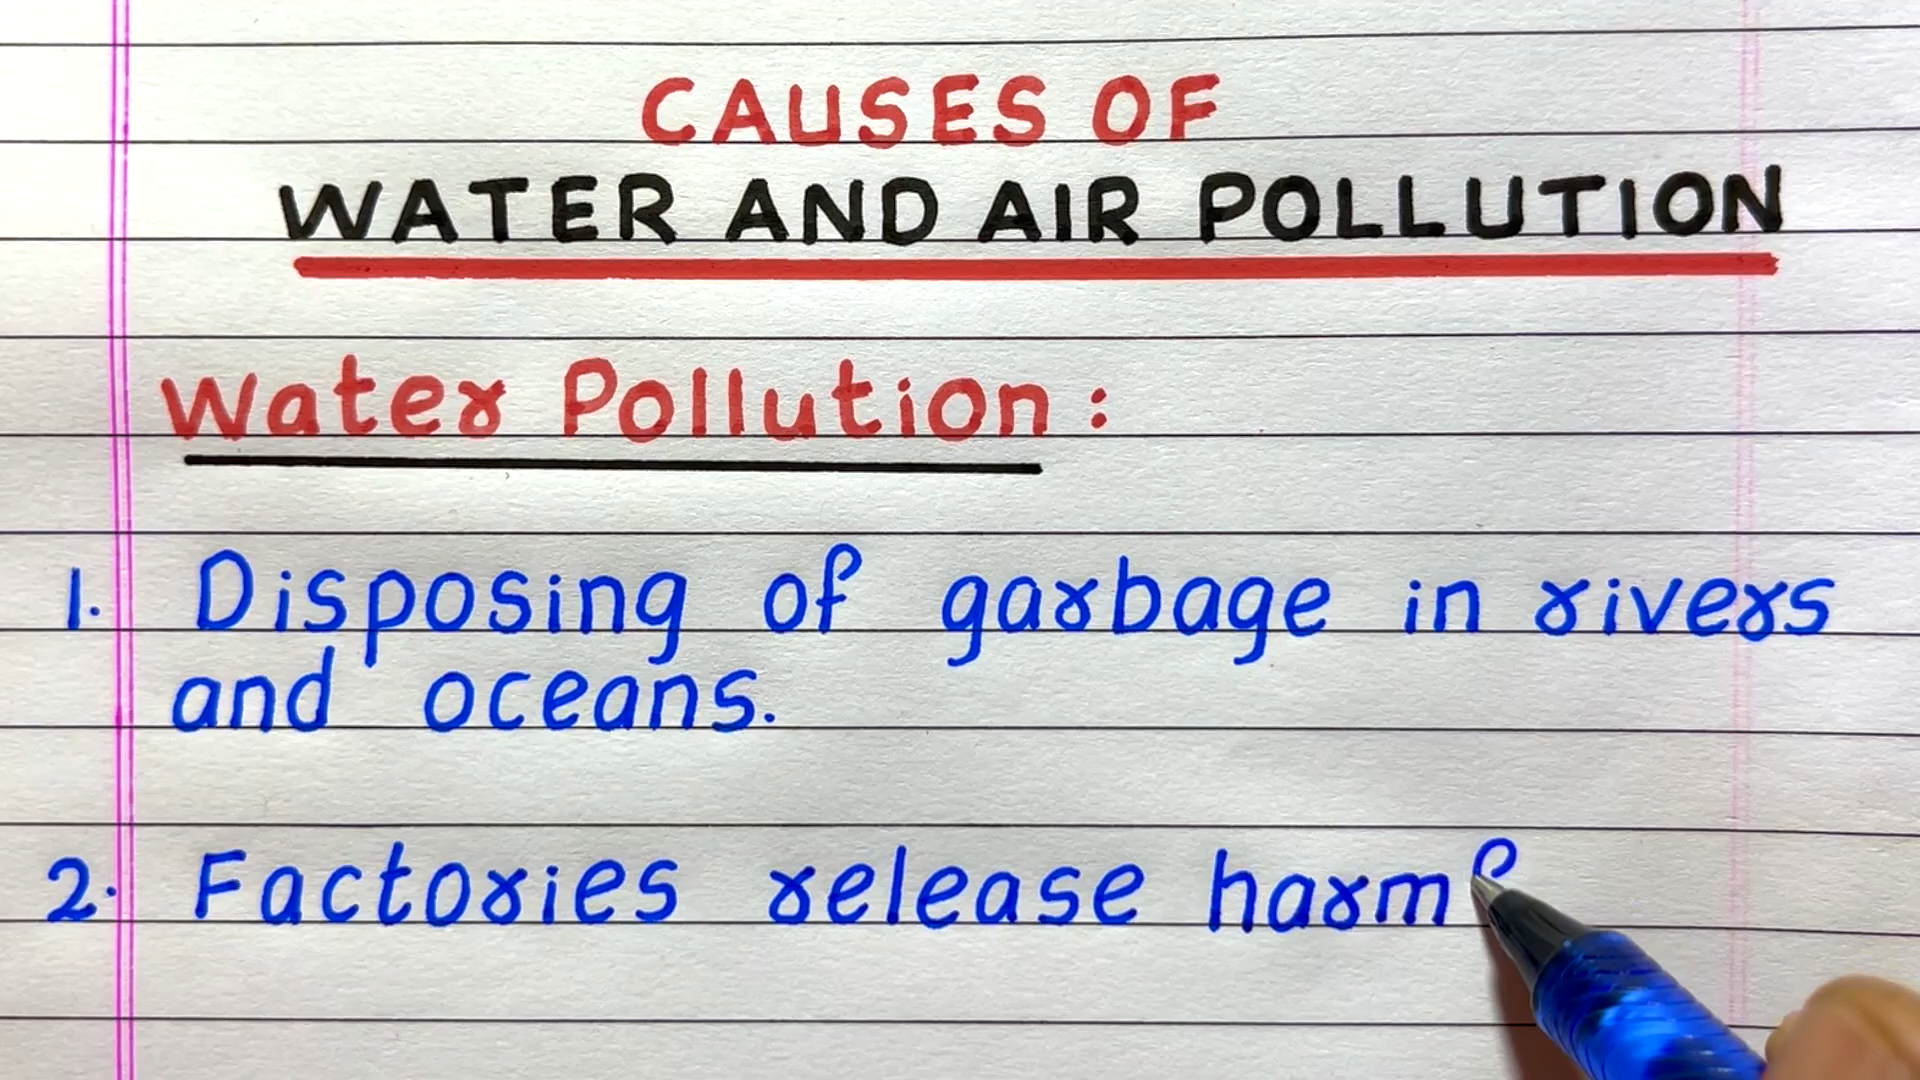 CAUSES OF
WATER AND AIR POLLUTION
Water Pollution :
1. Disposing of garbage in rivers
and oceans.
2. Factories release harmf